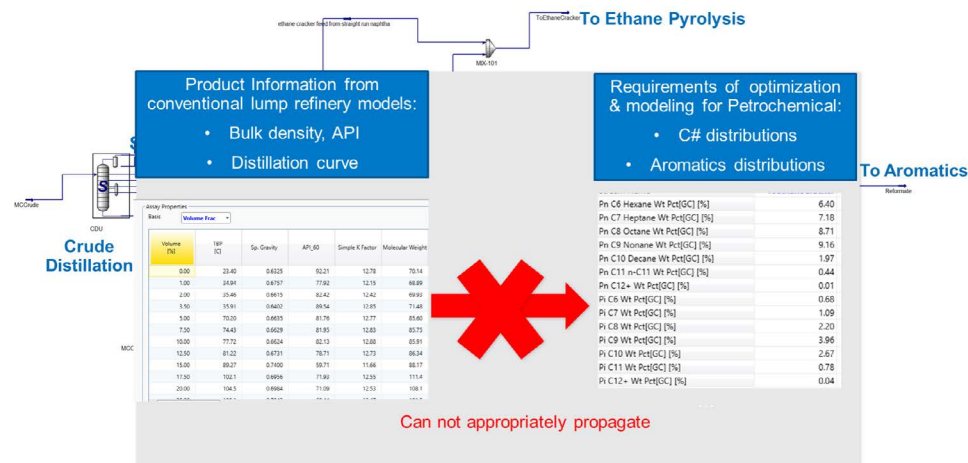 ethane cracker feed from straight run naphtha
ToEthaneCracker
To Ethane Pyrolysis
MIX-101
Product Information from
conventional lump refinery models:
• Bulk density, API
• Distillation curve
Requirements of optimization
& modeling for Petrochemical:
• C# distributions
• Aromatics distributions
S
MCCrude
CDU
Crude
Distillation
MCC
To Aromatics
Reformate
Assay Properties
Basis Volume Frac
Volume [%] TBP [C] Sp. Gravity API_60 Simple K Factor Molecular Weight
0.00 23.40 0.6325 92.21 12.78 70.14
1.00 34.94 0.6757 77.92 12.15 68.89
2.00 35.46 0.6615 82.42 12.42 69.93
3.50 35.91 0.6402 89.54 12.85 71.48
5.00 70.20 0.6635 81.76 12.77 85.60
7.50 74.43 0.6629 81.95 12.83 85.75
10.00 77.72 0.6624 82.13 12.88 85.91
12.50 81.22 0.6731 78.71 12.73 86.34
15.00 89.27 0.7400 59.71 11.66 88.17
17.50 102.1 0.6956 71.93 12.55 111.4
20.00 104.5 0.6984 71.09 12.53 108.1
Pn C6 Hexane Wt Pct[GC] [%] 6.40
Pn C7 Heptane Wt Pct[GC] [%] 7.18
Pn C8 Octane Wt Pct[GC] [%] 8.71
Pn C9 Nonane Wt Pct[GC] [%] 9.16
Pn C10 Decane Wt Pct[GC] [%] 1.97
Pn C11 n-C11 Wt Pct[GC] [%] 0.44
Pn C12+ Wt Pct[GC] [%] 0.01
Pi C6 Wt Pct[GC] [%] 0.68
Pi C7 Wt Pct[GC] [%] 1.09
Pi C8 Wt Pct[GC] [%] 2.20
Pi C9 Wt Pct[GC] [%] 3.96
Pi C10 Wt Pct[GC] [%] 2.67
Pi C11 Wt Pct[GC] [%] 0.78
Pi C12+ Wt Pct[GC] [%] 0.04
Can not appropriately propagate